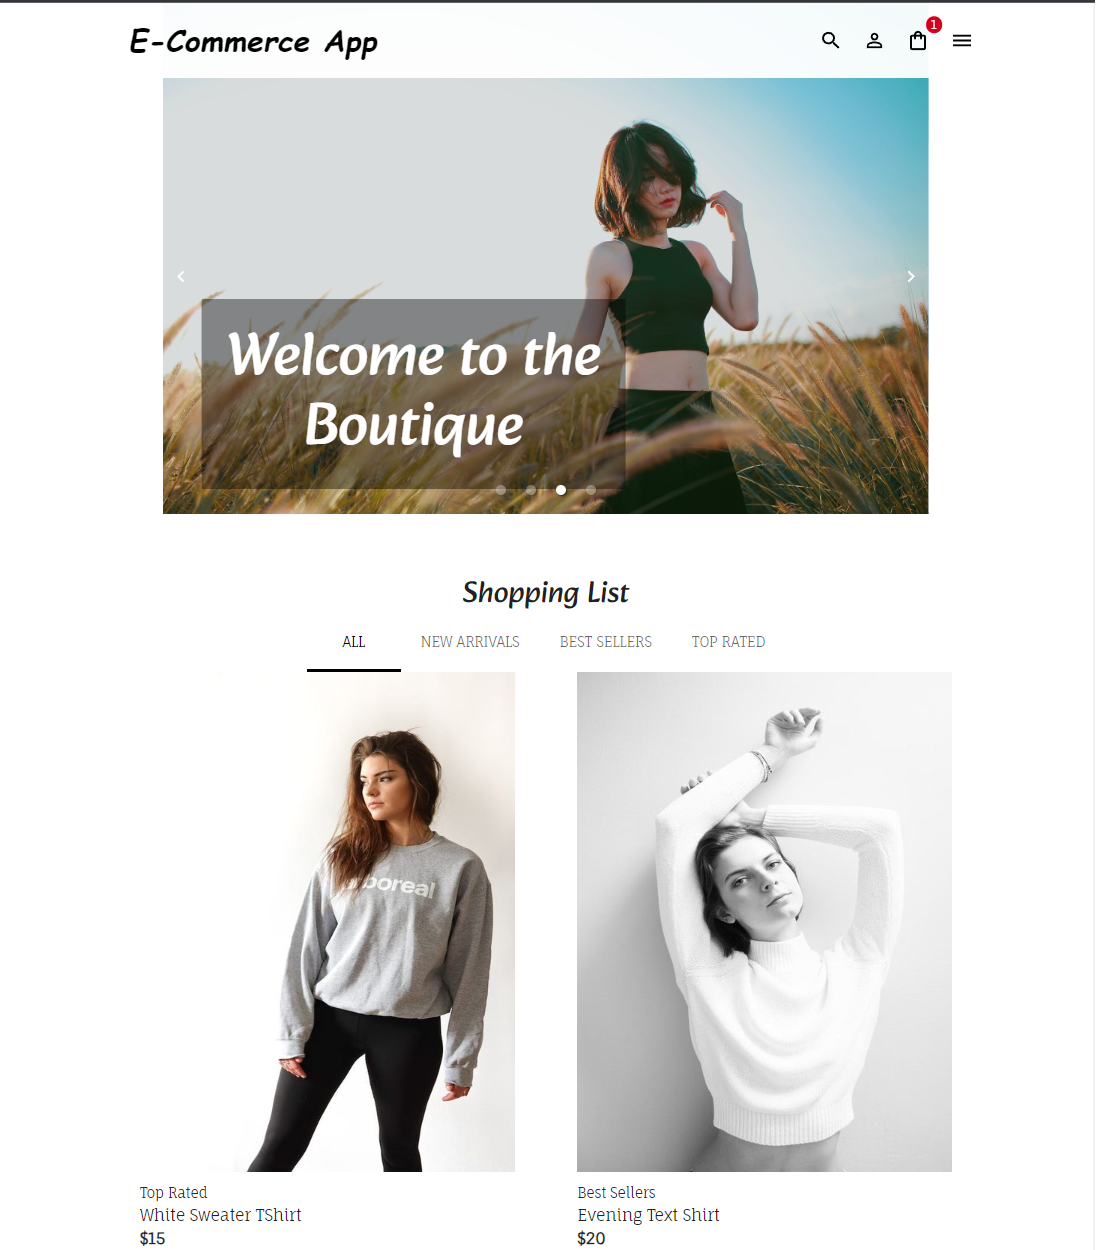 E-Commerce App
1
Welcome to the
Boutique
Shopping List
ALL
NEW ARRIVALS
BEST SELLERS
TOP RATED
boreal
Top Rated
White Sweater TShirt
$15
Best Sellers
Evening Text Shirt
$20